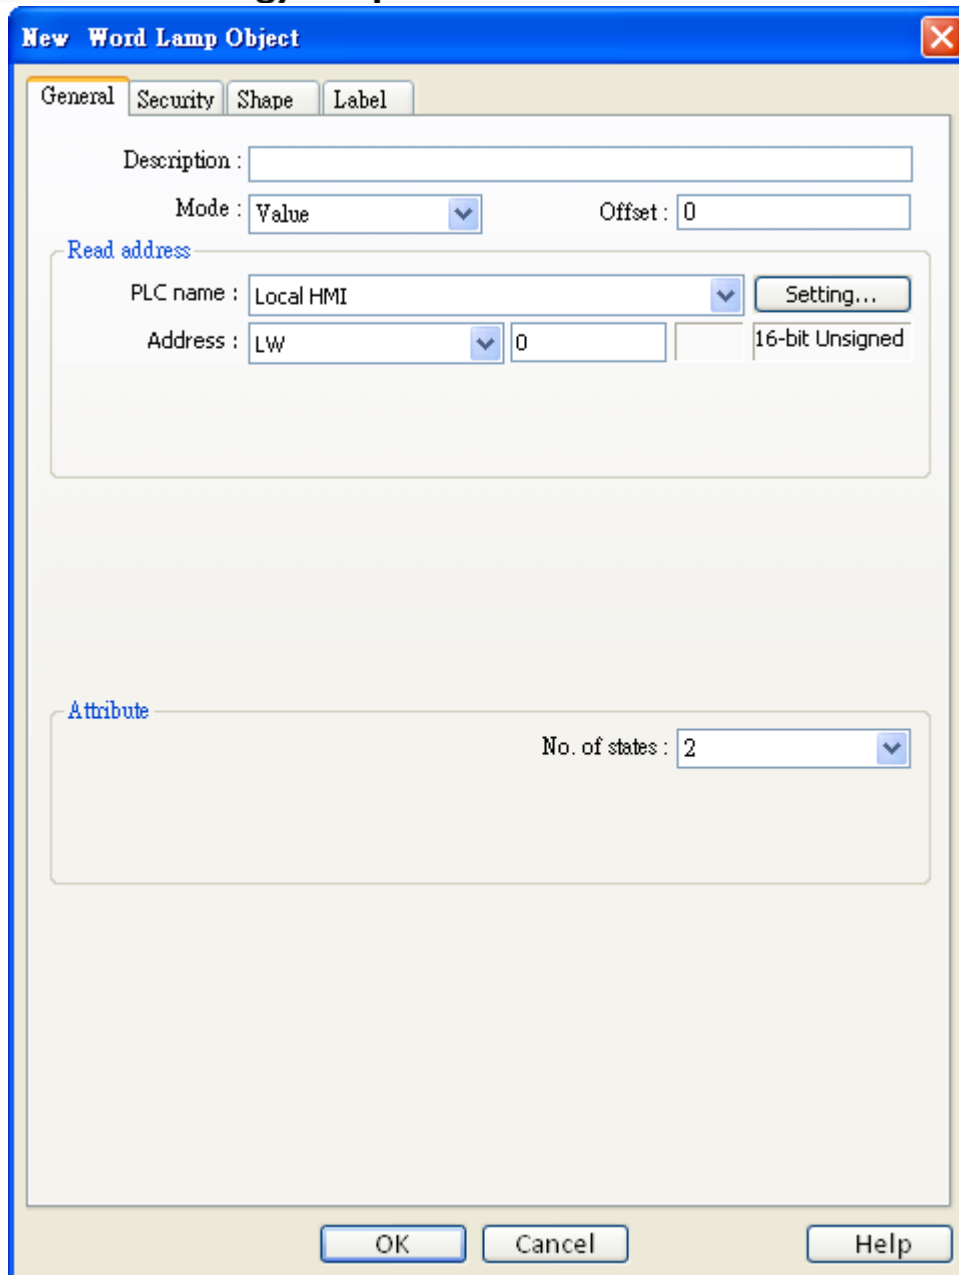 New Word Lamp Object
General Security Shape Label
Description :
Mode : Value Offset : 0
Read address
PLC name : Local HMI Setting...
Address : LW 0 16-bit Unsigned
Attribute
No. of states : 2
OK Cancel Help